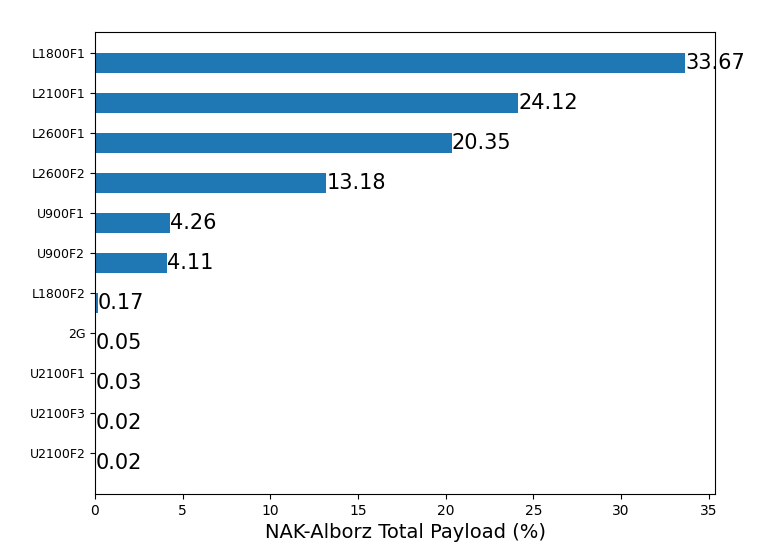 L1800F1 33.67
L2100F1 24.12
L2600F1 20.35
L2600F2 13.18
U900F1 4.26
U900F2 4.11
L1800F2 0.17
2G 0.05
U2100F1 0.03
U2100F3 0.02
U2100F2 0.02
0 5 10 15 20 25 30 35
NAK-Alborz Total Payload (%)